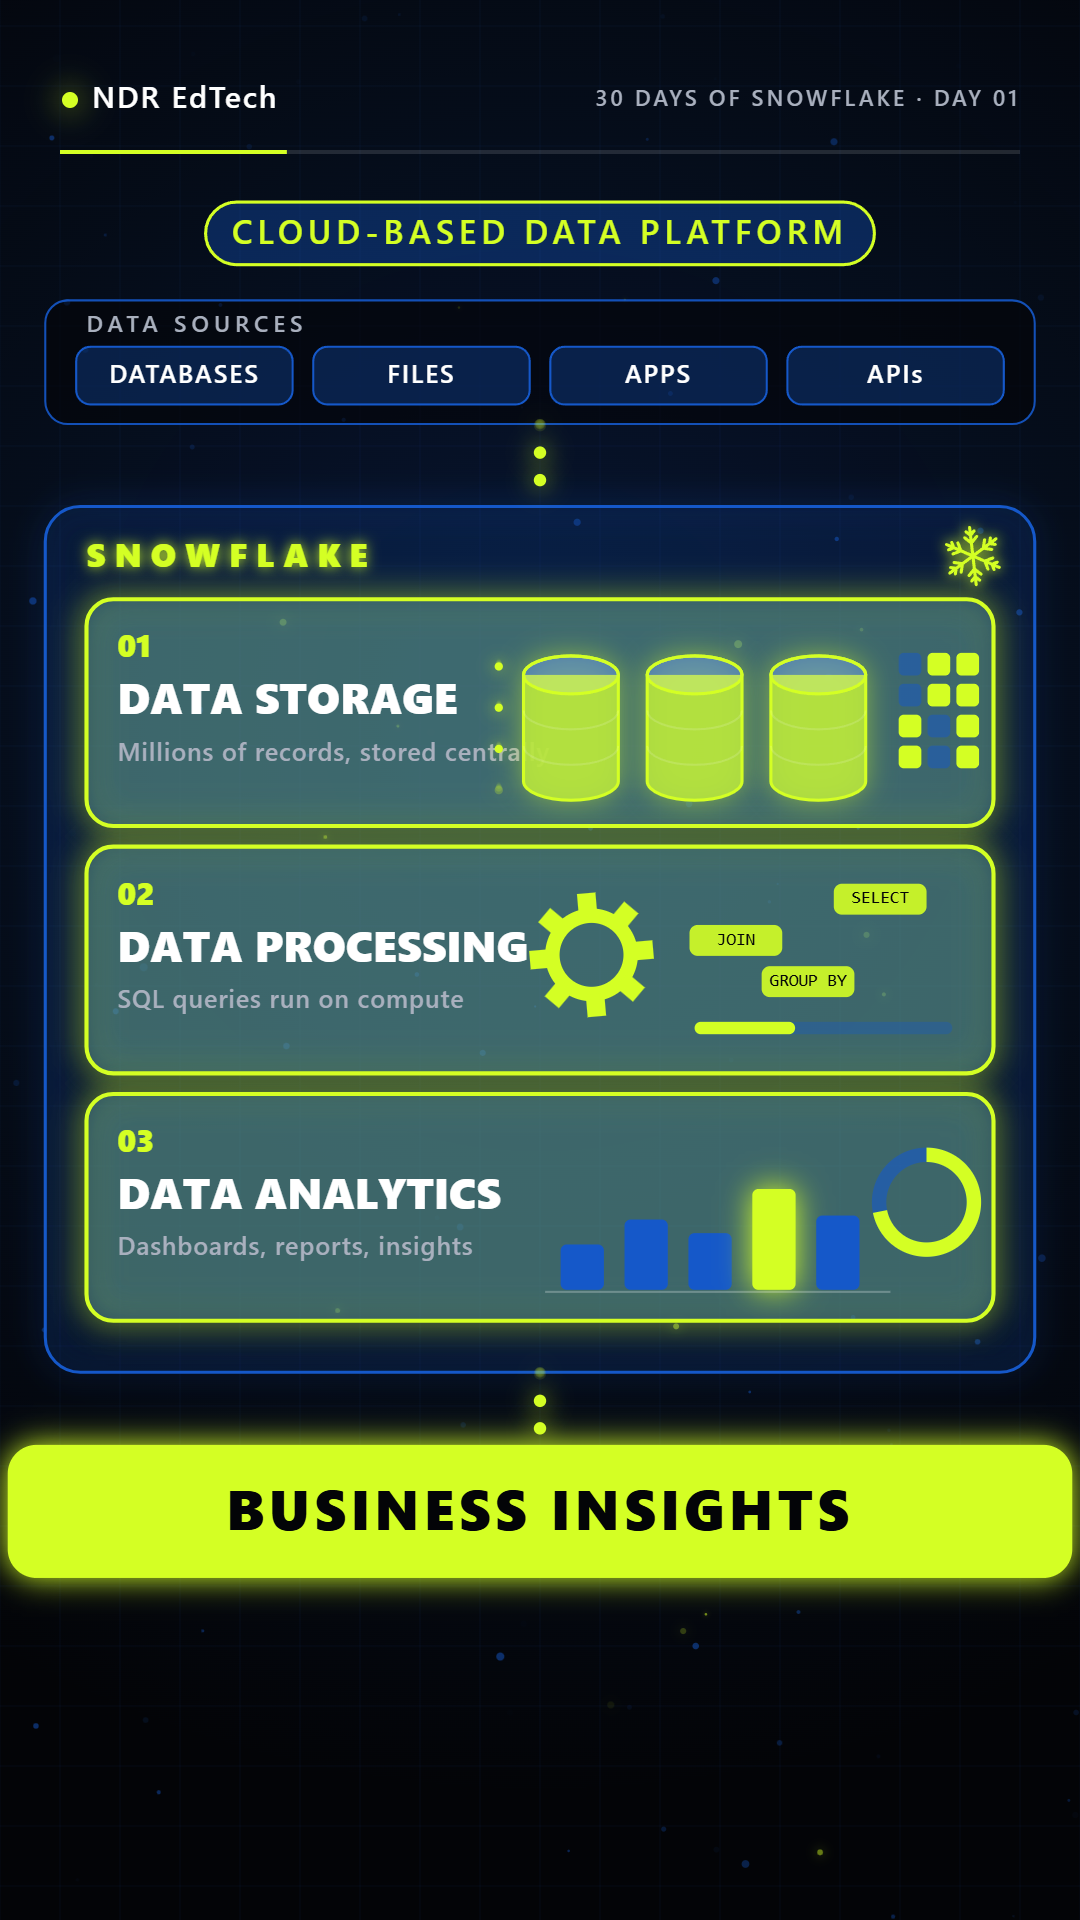 NDR EdTech
30 DAYS OF SNOWFLAKE · DAY 01
CLOUD-BASED DATA PLATFORM
DATA SOURCES
DATABASES
FILES
APPS
APIs
SNOWFLAKE
01
DATA STORAGE
Millions of records, stored centrally
02
DATA PROCESSING
SQL queries run on compute
SELECT
JOIN
GROUP BY
03
DATA ANALYTICS
Dashboards, reports, insights
BUSINESS INSIGHTS